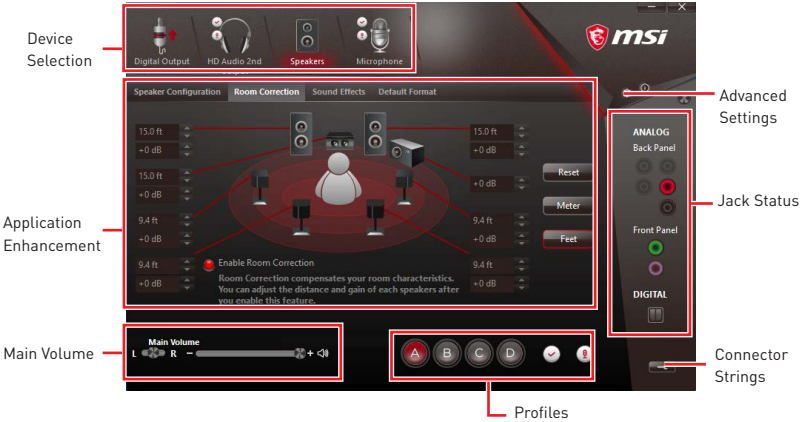 Device
Selection
Digital Output
HD Audio 2nd
Speakers
Microphone
msi
Advanced
Settings
Speaker Configuration
Room Correction
Sound Effects
Default Format
15.0 ft
+0 dB
15.0 ft
+0 dB
9.4 ft
+0 dB
9.4 ft
+0 dB
15.0 ft
+0 dB
+0 dB
9.4 ft
+0 dB
9.4 ft
+0 dB
Reset
Meter
Feet
Application
Enhancement
Enable Room Correction
Room Correction compensates your room characteristics.
You can adjust the distance and gain of each speakers after
you enable this feature.
ANALOG
Back Panel
Front Panel
DIGITAL
Jack Status
Main Volume
Main Volume
L
R
-
+
A
B
C
D
Connector
Strings
Profiles